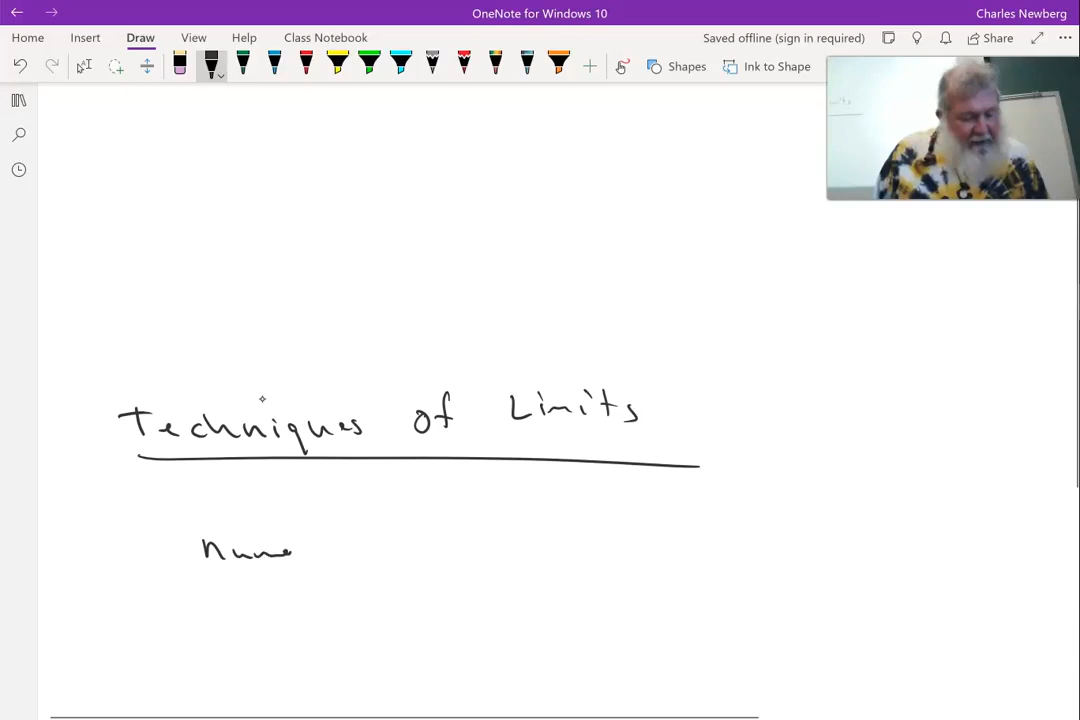 OneNote for Windows 10
Charles Newberg
Home Insert Draw View Help Class Notebook
Saved offline (sign in required)
Share
Shapes
Ink to Shape
Techniques of Limits
nume